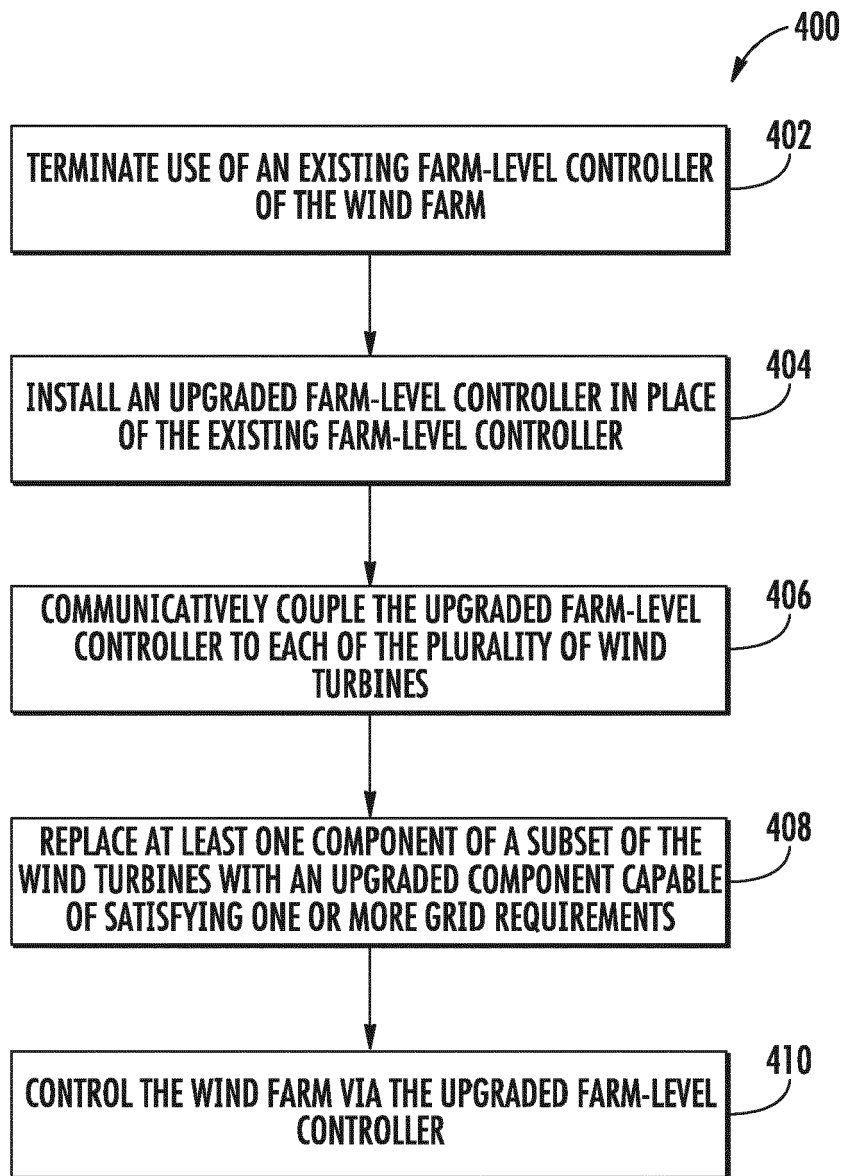 400
402
TERMINATE USE OF AN EXISTING FARM-LEVEL CONTROLLER
OF THE WIND FARM
404
INSTALL AN UPGRADED FARM-LEVEL CONTROLLER IN PLACE
OF THE EXISTING FARM-LEVEL CONTROLLER
406
COMMUNICATIVELY COUPLE THE UPGRADED FARM-LEVEL
CONTROLLER TO EACH OF THE PLURALITY OF WIND
TURBINES
408
REPLACE AT LEAST ONE COMPONENT OF A SUBSET OF THE
WIND TURBINES WITH AN UPGRADED COMPONENT CAPABLE
OF SATISFYING ONE OR MORE GRID REQUIREMENTS
410
CONTROL THE WIND FARM VIA THE UPGRADED FARM-LEVEL
CONTROLLER